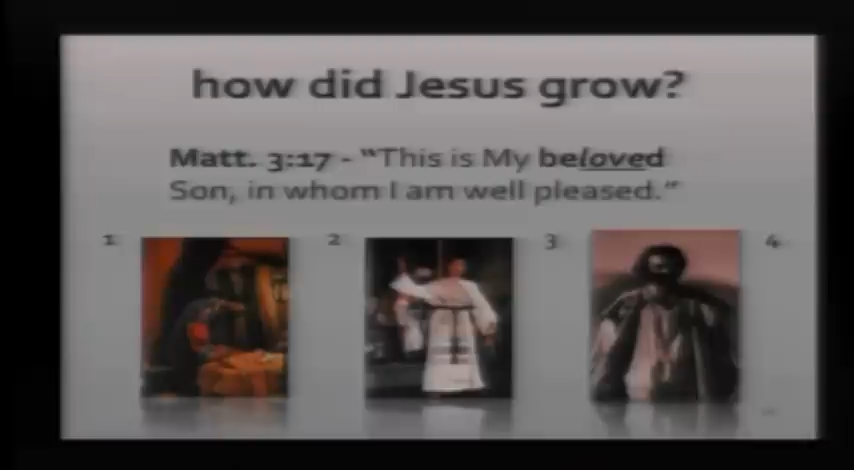 how did Jesus grow?
Matt. 3:17 - "This is My beloved
Son, in whom I am well pleased."
1 2 3 4